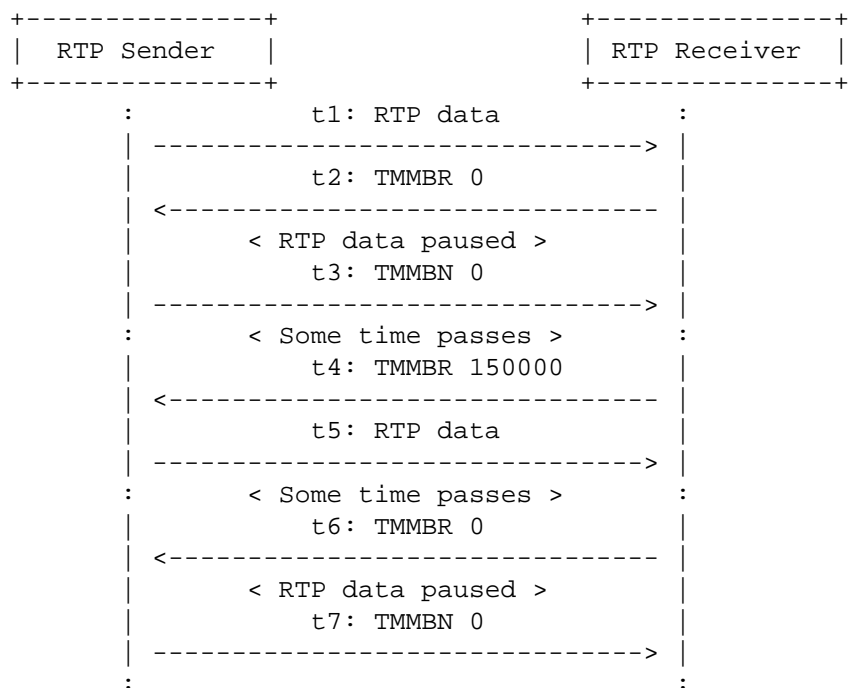 RTP Sender RTP Receiver
t1: RTP data
t2: TMMBR 0
< RTP data paused >
t3: TMMBN 0
< Some time passes >
t4: TMMBR 150000
t5: RTP data
< Some time passes >
t6: TMMBR 0
< RTP data paused >
t7: TMMBN 0